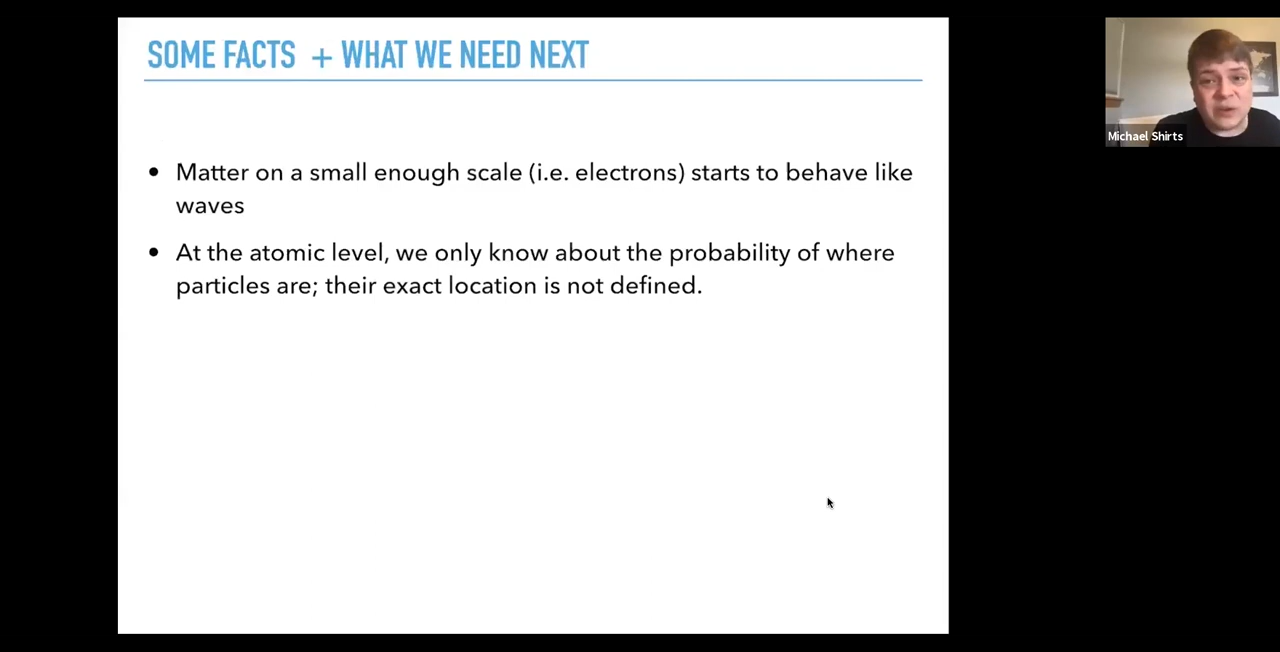 SOME FACTS + WHAT WE NEED NEXT
• Matter on a small enough scale (i.e. electrons) starts to behave like
waves
• At the atomic level, we only know about the probability of where
particles are; their exact location is not defined.
Michael Shirts